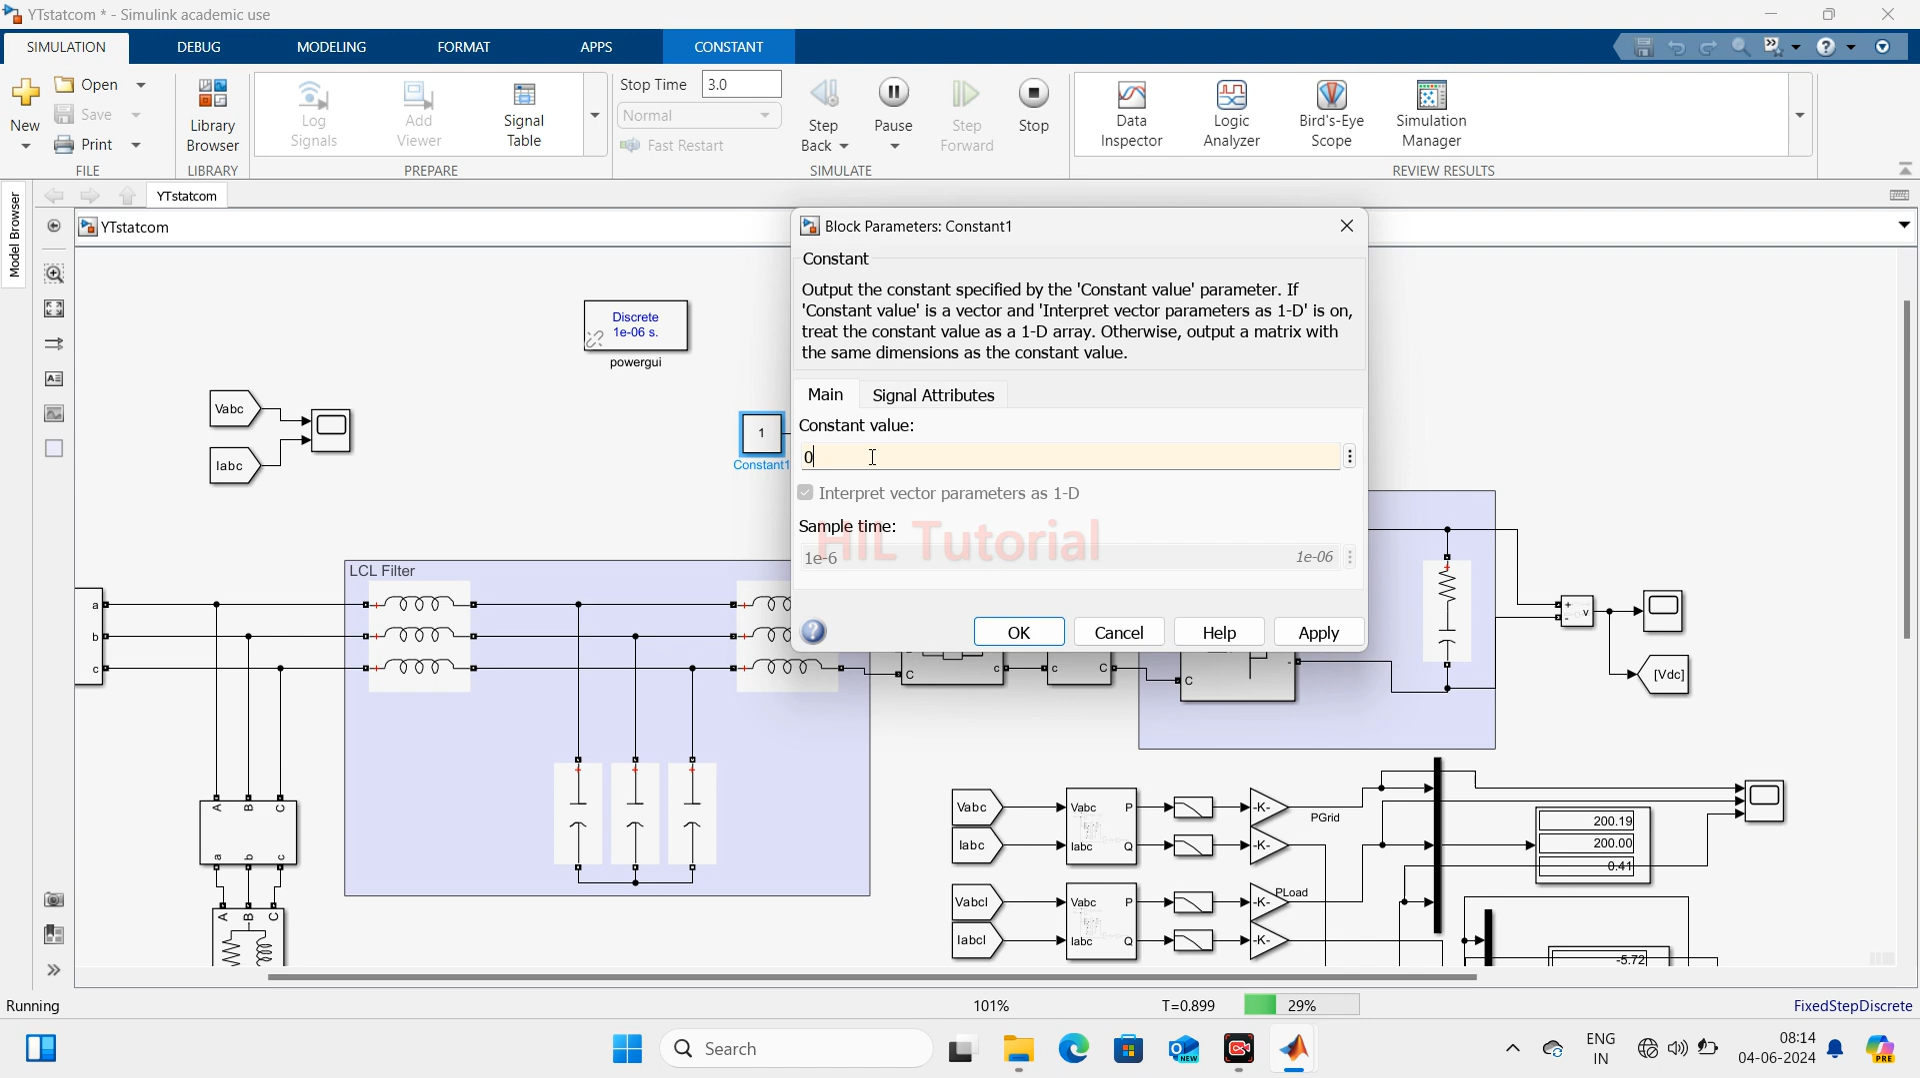 YTstatcom * - Simulink academic use
SIMULATION
DEBUG
MODELING
FORMAT
APPS
CONSTANT
New
Open
Save
Print
FILE
Library
Browser
LIBRARY
Log
Signals
Add
Viewer
Signal
Table
PREPARE
Stop Time
3.0
Normal
Fast Restart
Step
Back
Pause
Step
Forward
Stop
SIMULATE
Data
Inspector
Logic
Analyzer
Bird's-Eye
Scope
Simulation
Manager
REVIEW RESULTS
Model Browser
YTstatcom
YTstatcom
Block Parameters: Constant1
Constant
Output the constant specified by the 'Constant value' parameter. If
'Constant value' is a vector and 'Interpret vector parameters as 1-D' is on,
treat the constant value as a 1-D array. Otherwise, output a matrix with
the same dimensions as the constant value.
Main
Signal Attributes
Constant value:
0
Interpret vector parameters as 1-D
Sample time:
HIL Tutorial
1e-6
1e-06
OK
Cancel
Help
Apply
Discrete
1e-06 s.
powergui
Vabc
Iabc
1
Constant1
LCL Filter
a
b
c
A B C
a b c
A B C
C
c
c
C
C
+
-
v
[Vdc]
Vabc
Iabc
Vabc
Iabc
P
Q
-K-
-K-
PGrid
200.19
200.00
0.41
Vabcl
Iabcl
Vabc
Iabc
P
Q
-K-
-K-
PLoad
-5.72
Running
101%
T=0.899
29%
FixedStepDiscrete
Search
NEW
ENG
IN
08:14
04-06-2024
PRE